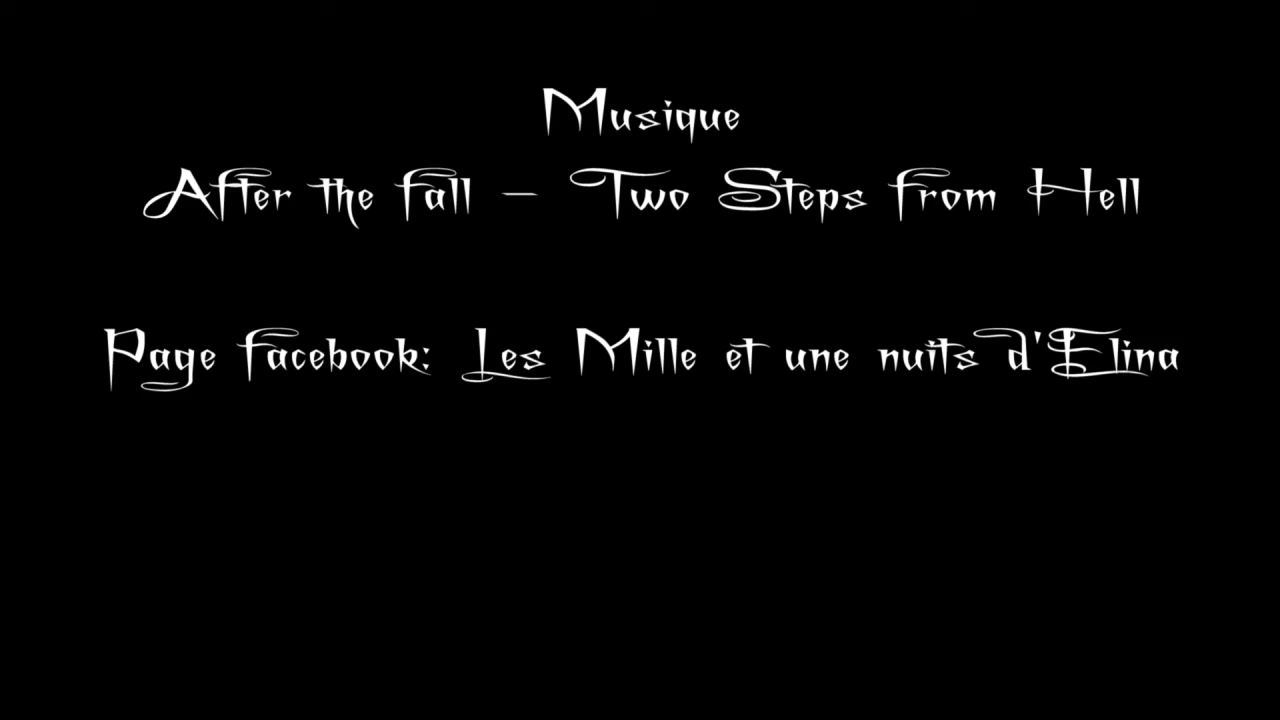 Musique
After the fall - Two Steps from Hell
Page facebook: Les Mille et une nuits d'Elina